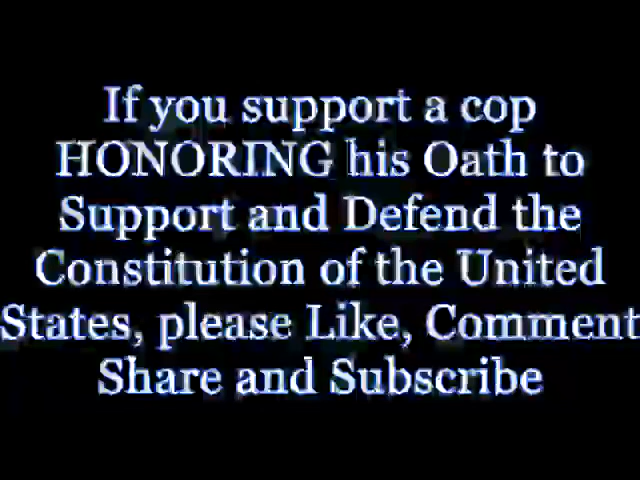 If you support a cop
HONORING his Oath to
Support and Defend the
Constitution of the United
States, please Like, Comment
Share and Subscribe